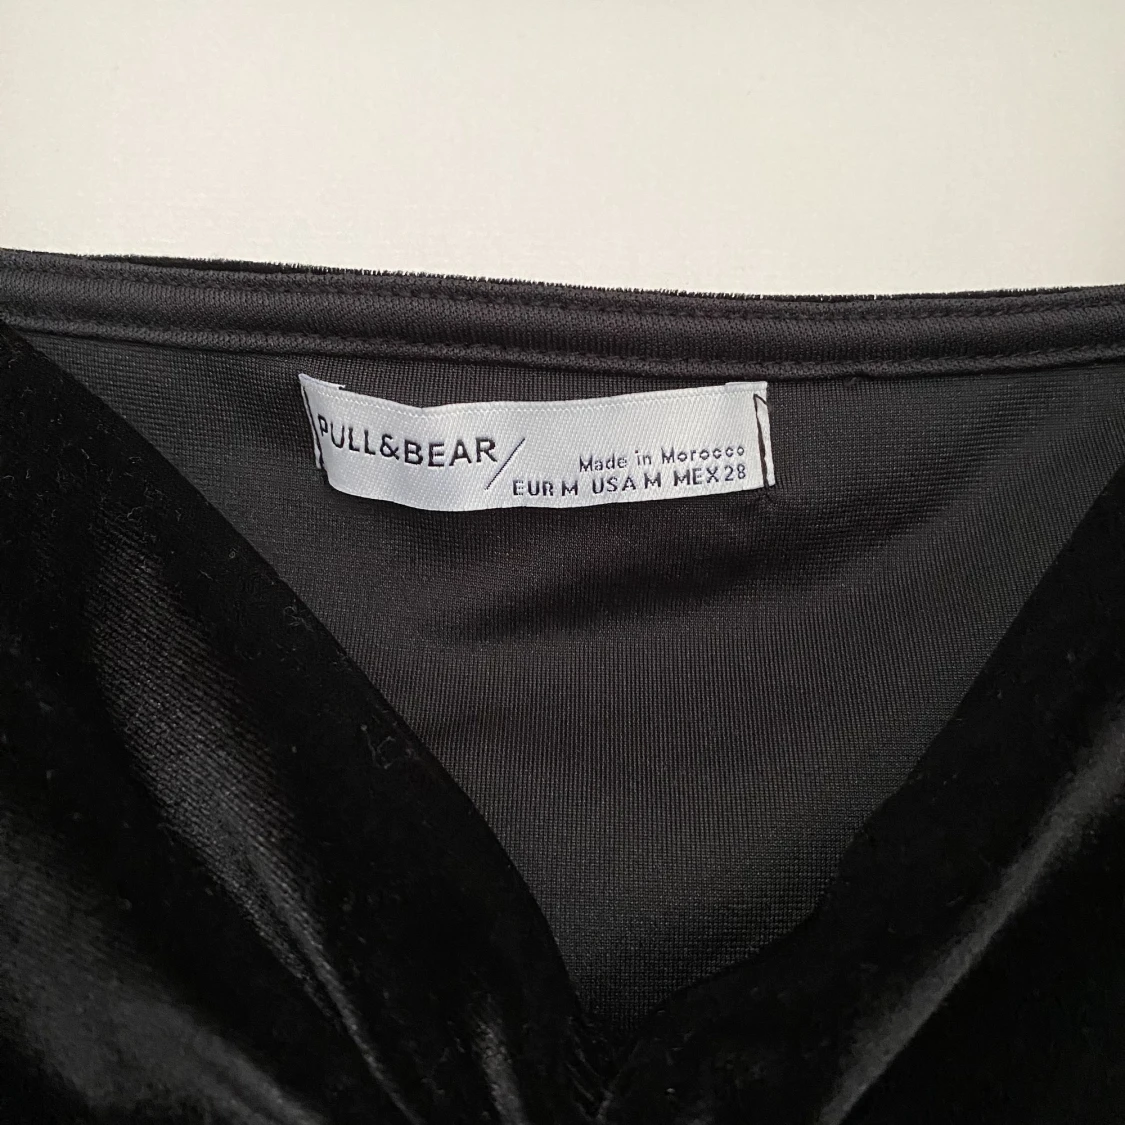 PULL&BEAR/
Made in Morocco
EUR M USA M MEX 28